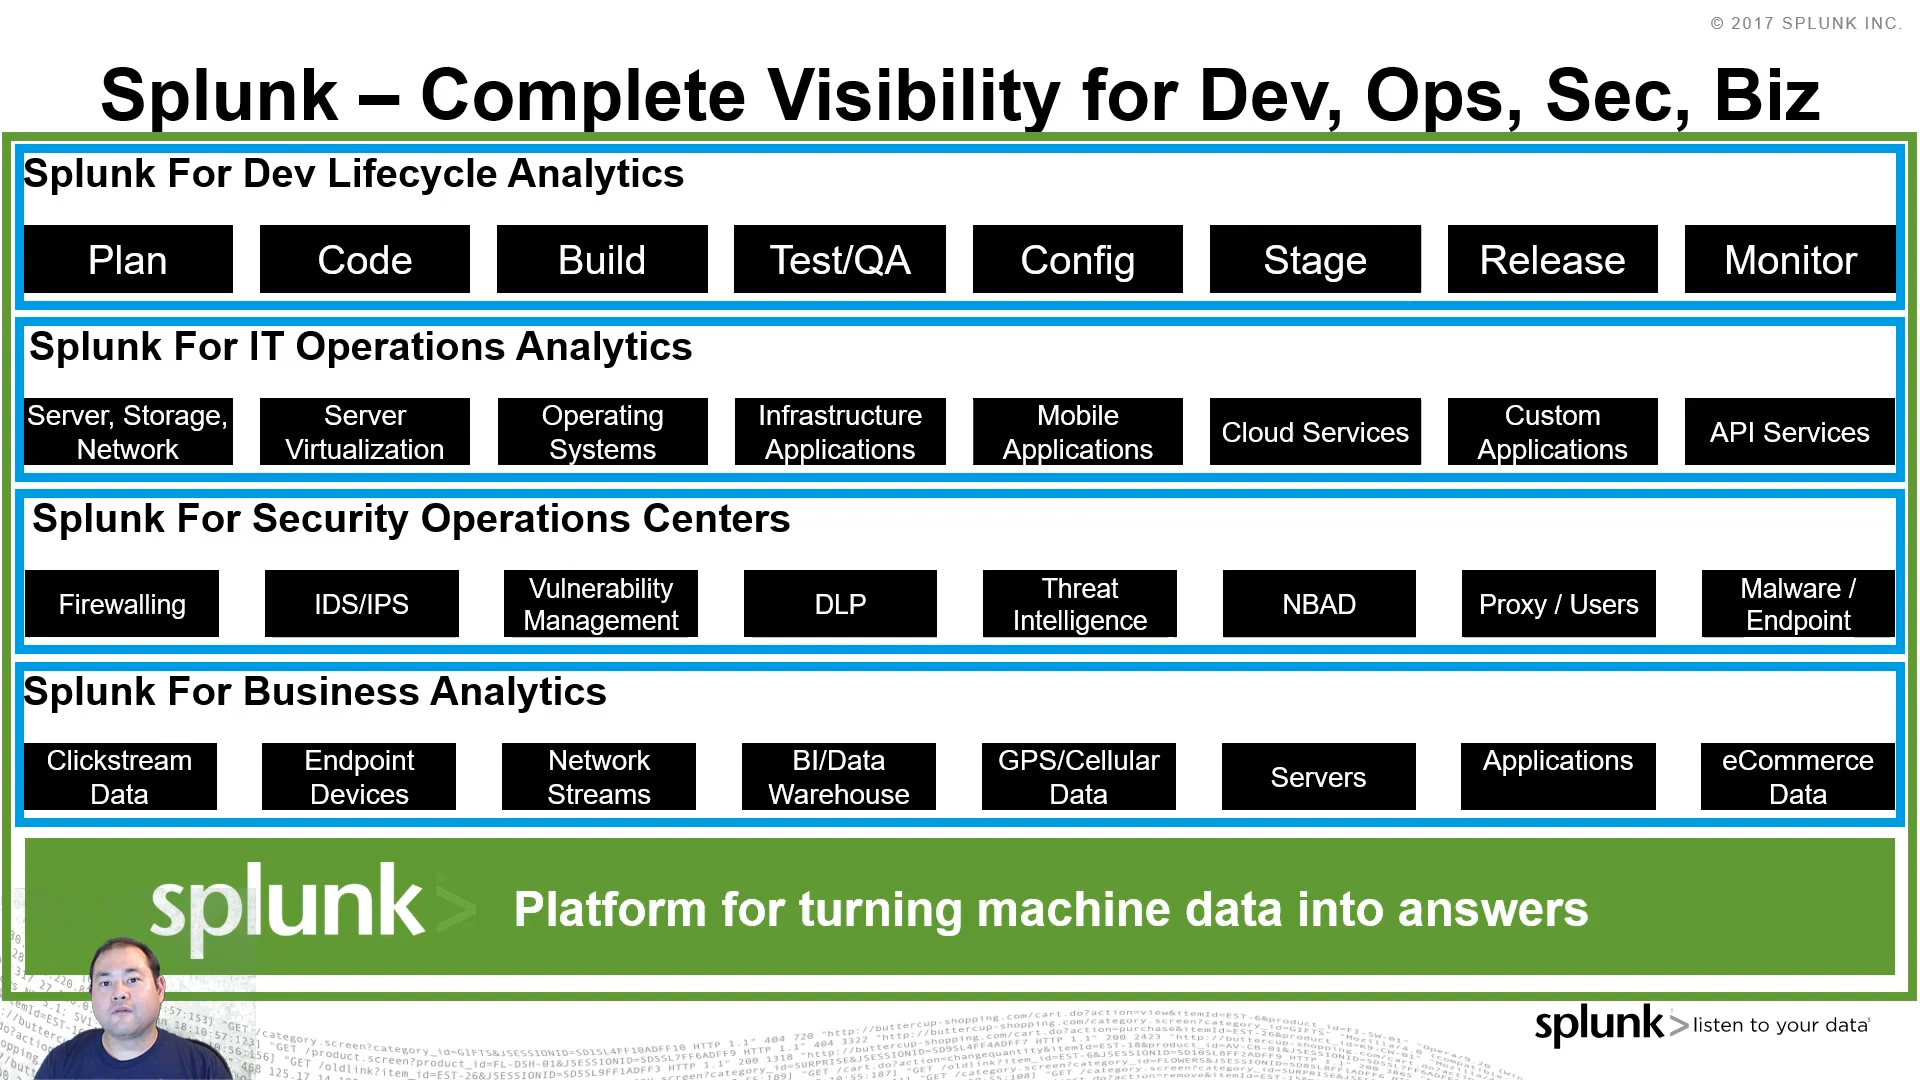 © 2017 SPLUNK INC.
Splunk – Complete Visibility for Dev, Ops, Sec, Biz
Splunk For Dev Lifecycle Analytics
Plan
Code
Build
Test/QA
Config
Stage
Release
Monitor
Splunk For IT Operations Analytics
Server, Storage,
Network
Server
Virtualization
Operating
Systems
Infrastructure
Applications
Mobile
Applications
Cloud Services
Custom
Applications
API Services
Splunk For Security Operations Centers
Firewalling
IDS/IPS
Vulnerability
Management
DLP
Threat
Intelligence
NBAD
Proxy / Users
Malware /
Endpoint
Splunk For Business Analytics
Clickstream
Data
Endpoint
Devices
Network
Streams
BI/Data
Warehouse
GPS/Cellular
Data
Servers
Applications
eCommerce
Data
splunk> Platform for turning machine data into answers
splunk> listen to your data